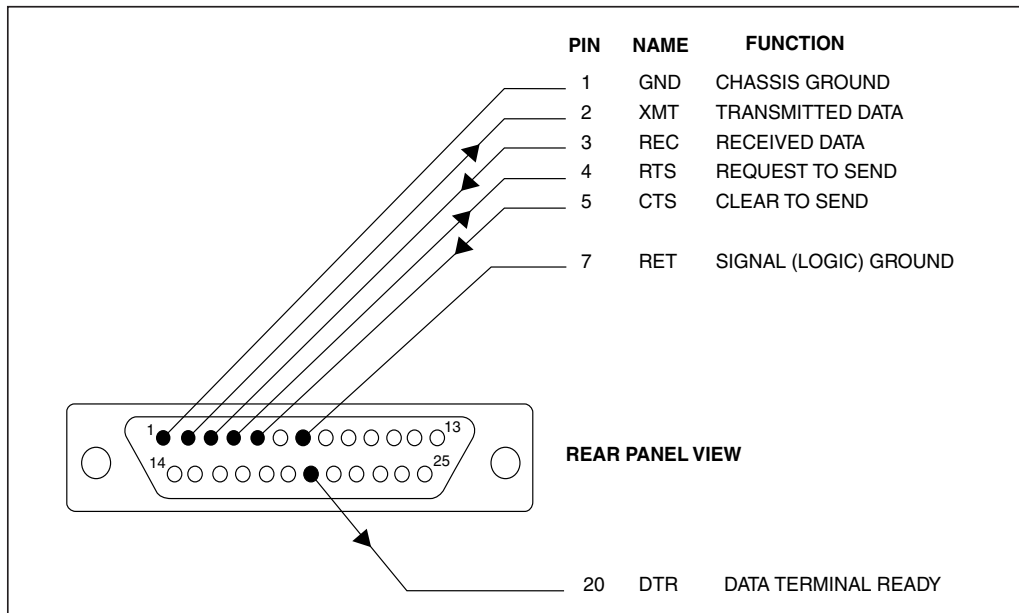 PIN NAME FUNCTION
1 GND CHASSIS GROUND
2 XMT TRANSMITTED DATA
3 REC RECEIVED DATA
4 RTS REQUEST TO SEND
5 CTS CLEAR TO SEND
7 RET SIGNAL (LOGIC) GROUND
1 13
14 25
REAR PANEL VIEW
20 DTR DATA TERMINAL READY